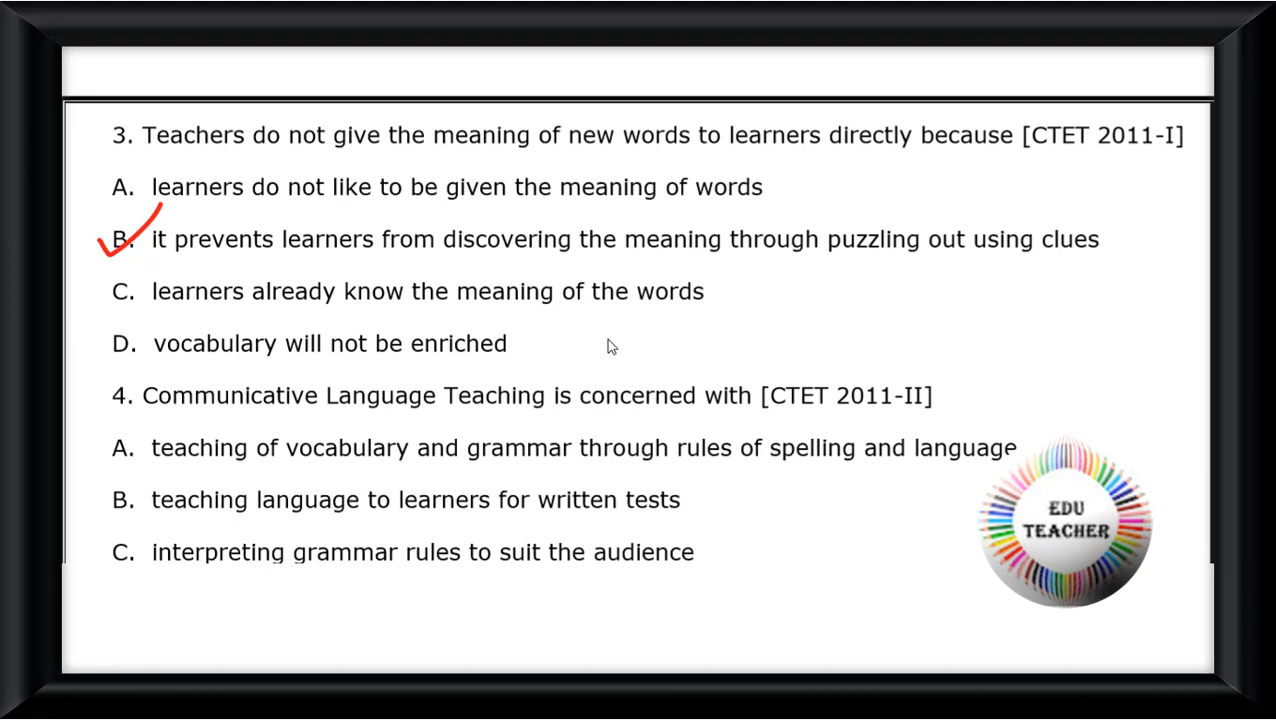 3. Teachers do not give the meaning of new words to learners directly because [CTET 2011-I]
A. learners do not like to be given the meaning of words
B. it prevents learners from discovering the meaning through puzzling out using clues
C. learners already know the meaning of the words
D. vocabulary will not be enriched
4. Communicative Language Teaching is concerned with [CTET 2011-II]
A. teaching of vocabulary and grammar through rules of spelling and language
B. teaching language to learners for written tests
C. interpreting grammar rules to suit the audience
EDU
TEACHER